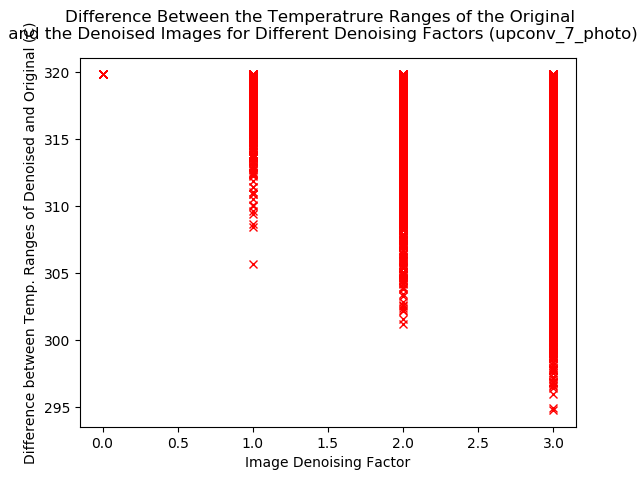 Difference Between the Temperatrure Ranges of the Original
and the Denoised Images for Different Denoising Factors (upconv_7_photo)
Difference between Temp. Ranges of Denoised and Original (C)
320
315
310
305
300
295
0.0 0.5 1.0 1.5 2.0 2.5 3.0
Image Denoising Factor